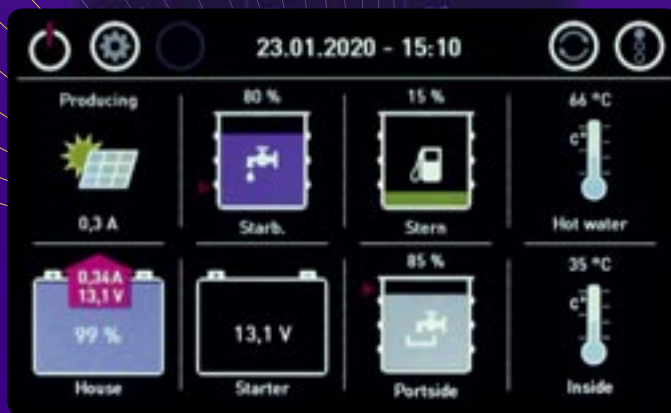 23.01.2020 - 15:10
Producing
80 %
15 %
66 °C
C°
0,3 A
Starb.
Stern
Hot water
0,34A
13,1 V
99 %
13,1 V
85 %
35 °C
C°
House
Starter
Portside
Inside